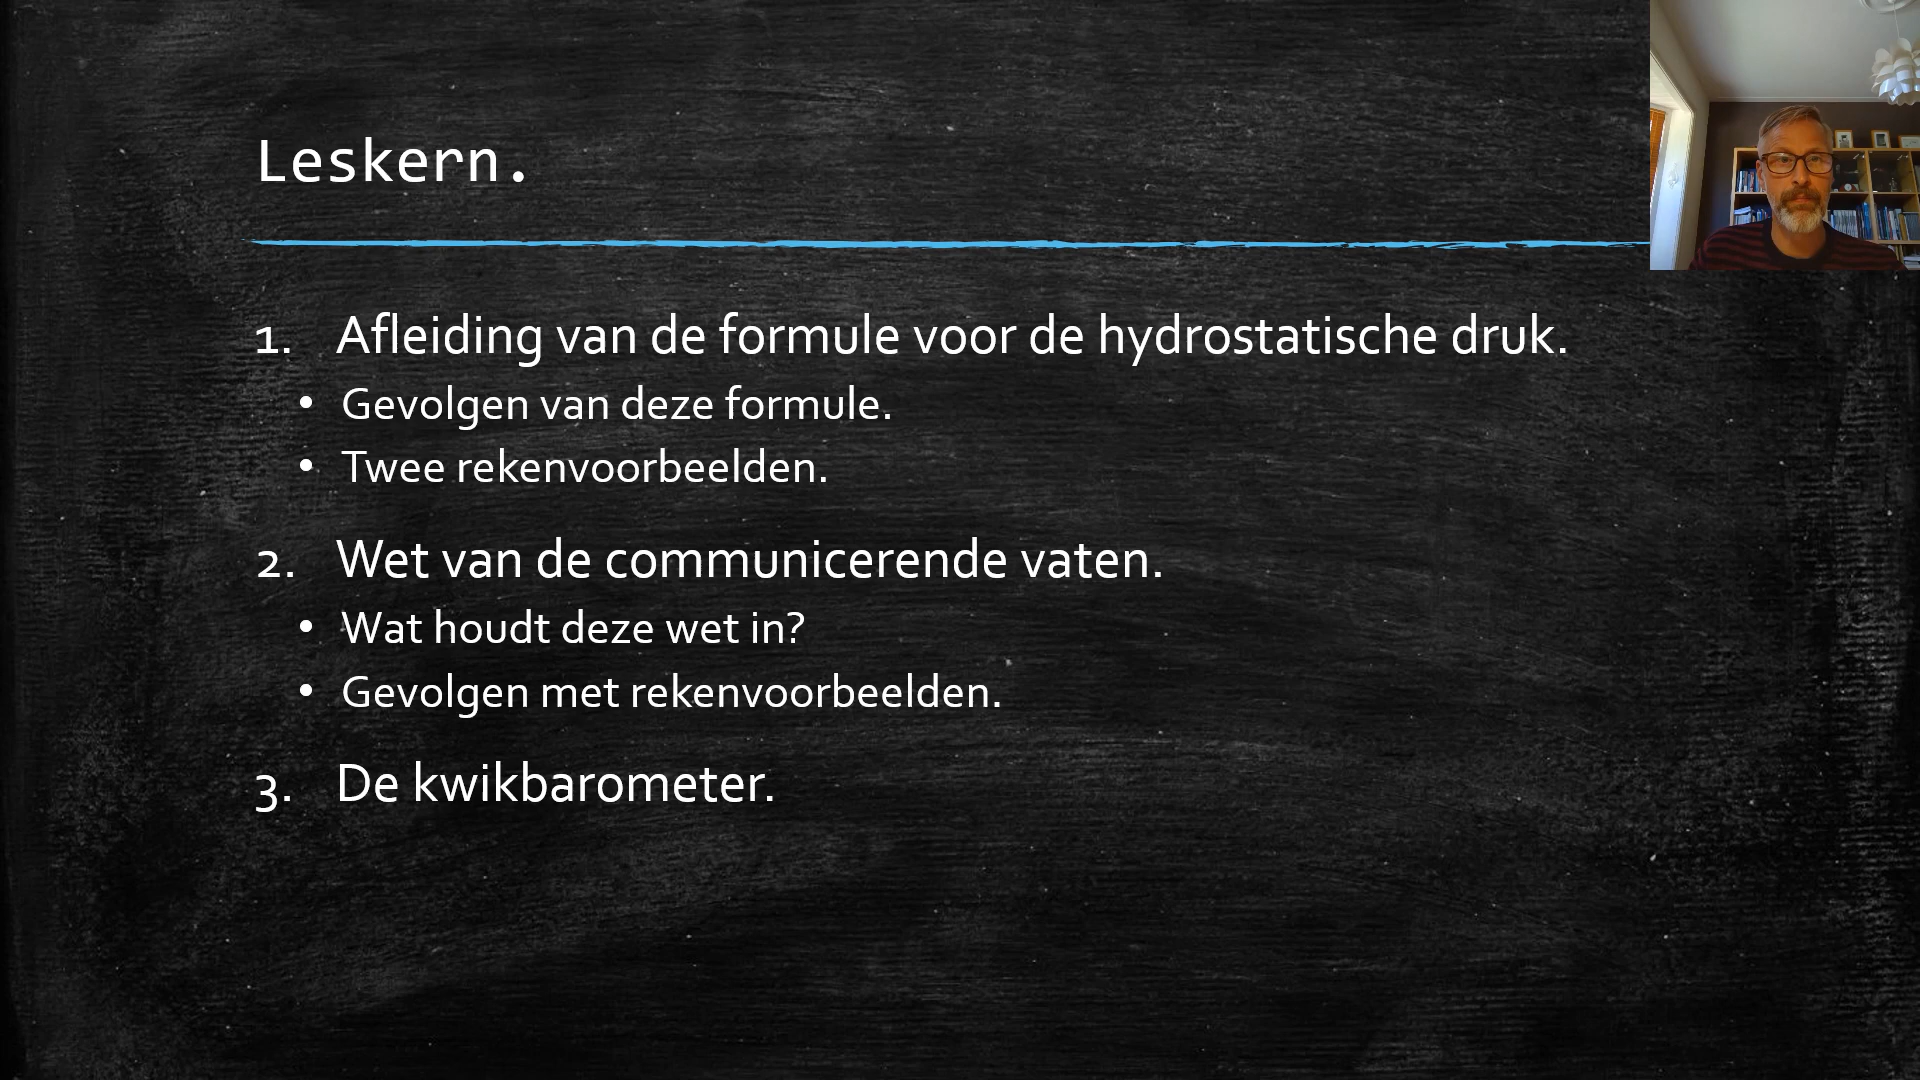 Leskern.
1. Afleiding van de formule voor de hydrostatische druk.
• Gevolgen van deze formule.
• Twee rekenvoorbeelden.
2. Wet van de communicerende vaten.
• Wat houdt deze wet in?
• Gevolgen met rekenvoorbeelden.
3. De kwikbarometer.